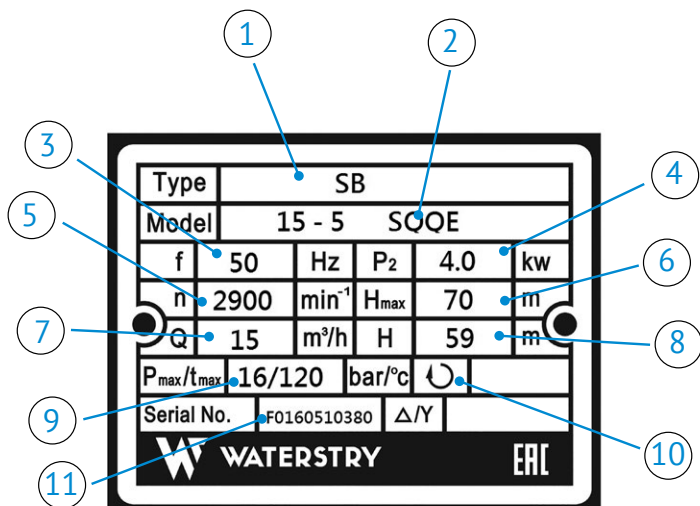 1 2
3 4
5 6
7 8
9 10
11
Type SB
Model 15 - 5 SQQE
f 50 Hz P2 4.0 kw
n 2900 min⁻¹ Hmax 70 m
Q 15 m³/h H 59 m
Pmax/tmax 16/120 bar/°c
Serial No. F0160510380 △/Y
WATERSTRY EAC